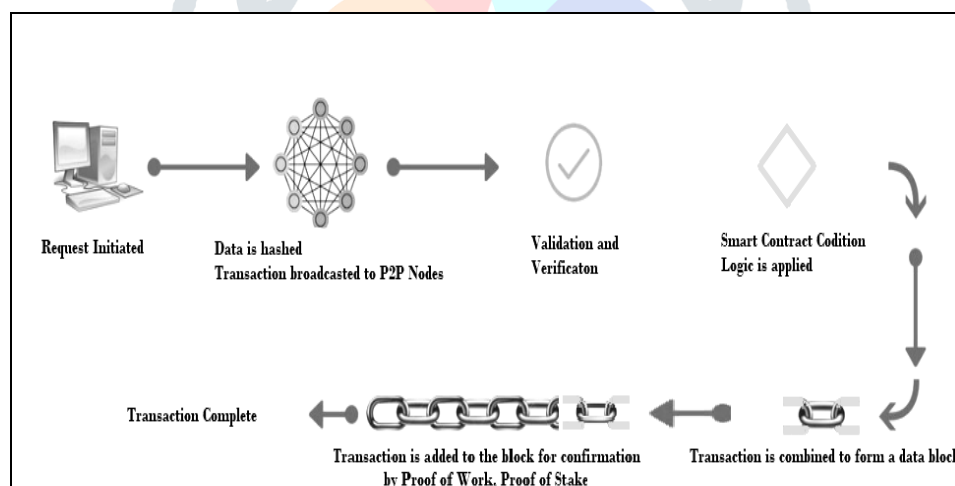 Request Initiated
Data is hashed
Transaction broadcasted to P2P Nodes
Validation and
Verificaton
Smart Contract Codition
Logic is applied
Transaction is combined to form a data block
Transaction is added to the block for confirmation
by Proof of Work. Proof of Stake
Transaction Complete